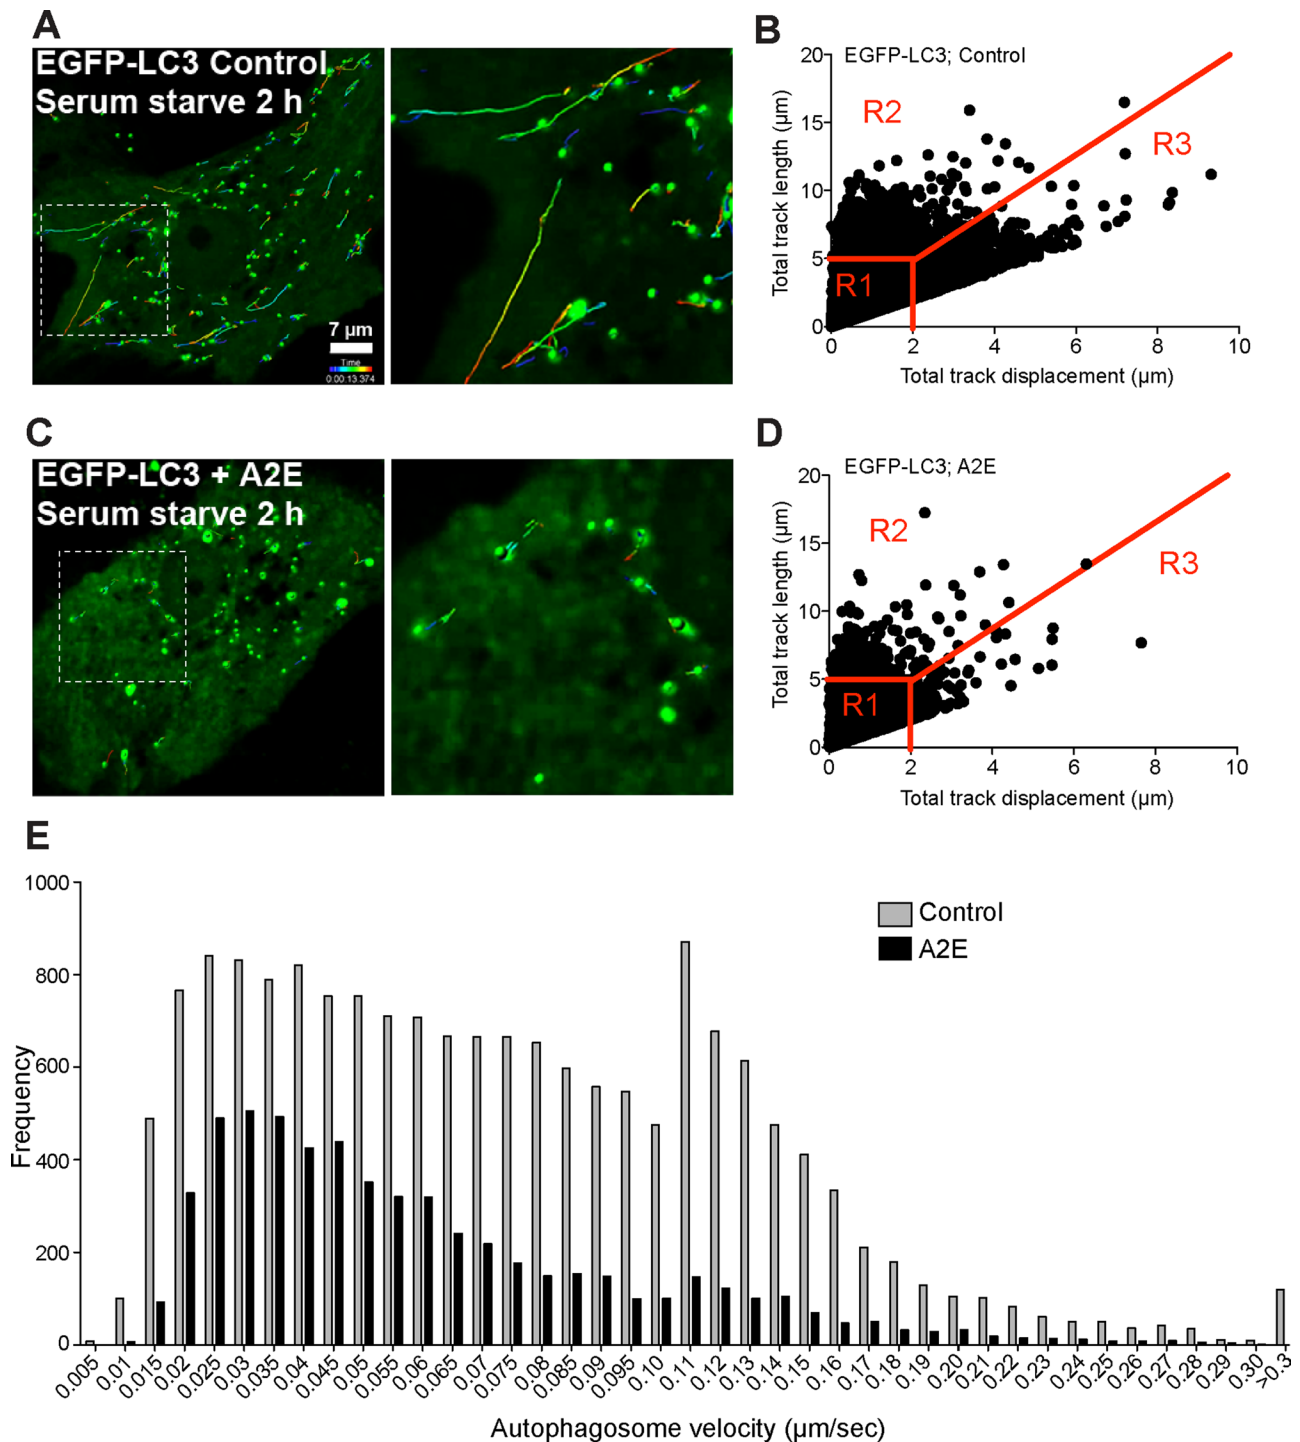 A
EGFP-LC3 Control
Serum starve 2 h
7 µm
Time
0:00:13.374
B
EGFP-LC3; Control
Total track length (µm)
20
15
10
5
0
R2
R3
R1
0 2 4 6 8 10
Total track displacement (µm)
C
EGFP-LC3 + A2E
Serum starve 2 h
D
EGFP-LC3; A2E
Total track length (µm)
20
15
10
5
0
R2
R3
R1
0 2 4 6 8 10
Total track displacement (µm)
E
Frequency
1000
800
600
400
200
0
Control
A2E
0.005 0.01 0.015 0.02 0.025 0.03 0.035 0.04 0.045 0.05 0.055 0.06 0.065 0.07 0.075 0.08 0.085 0.09 0.095 0.10 0.11 0.12 0.13 0.14 0.15 0.16 0.17 0.18 0.19 0.20 0.21 0.22 0.23 0.24 0.25 0.26 0.27 0.28 0.29 0.30 >0.3
Autophagosome velocity (µm/sec)